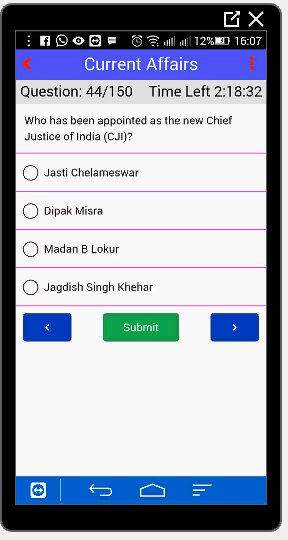 12% 16:07
Current Affairs
Question: 44/150 Time Left 2:18:32
Who has been appointed as the new Chief
Justice of India (CJI)?
Jasti Chelameswar
Dipak Misra
Madan B Lokur
Jagdish Singh Khehar
< Submit >